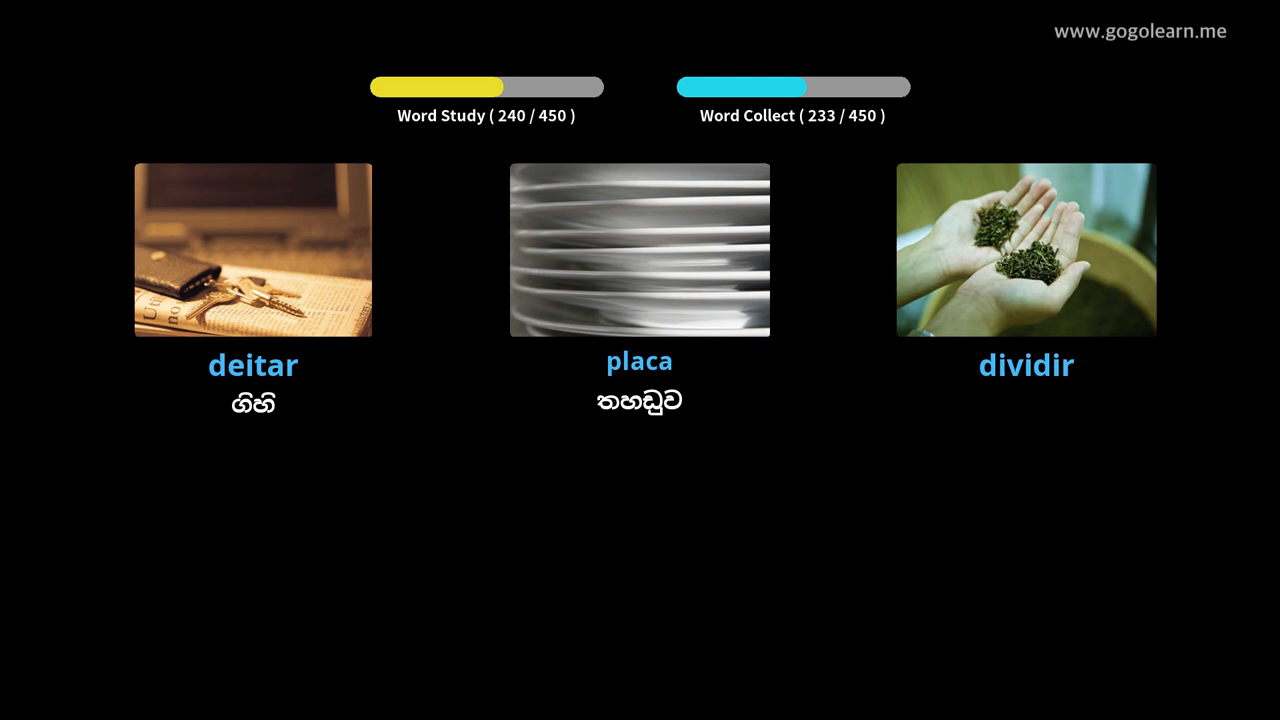 www.gogolearn.me
Word Study ( 240 / 450 )
Word Collect ( 233 / 450 )
deitar
ගිහි
placa
තහඩුව
dividir